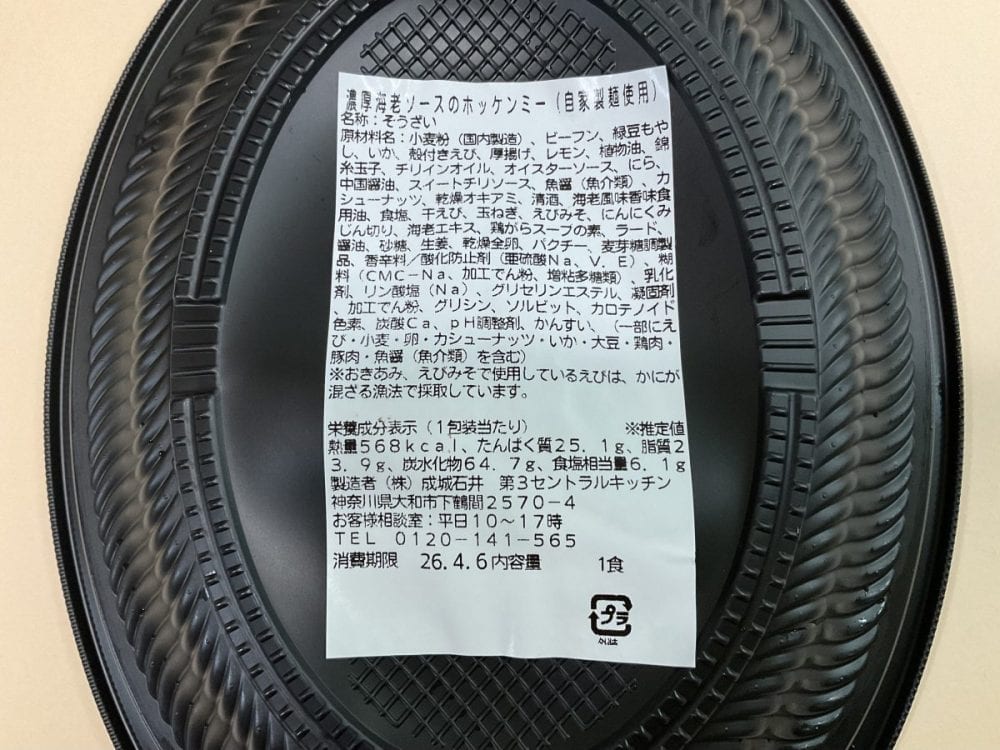 濃厚海老ソースのホッケンミー（自家製麺使用）
名称：そうざい
原材料名：小麦粉（国内製造）、ビーフン、緑豆もや
し、いか、殻付きえび、厚揚げ、レモン、植物油、錦
糸玉子、チリインオイル、オイスターソース、にら、
中国醤油、スイートチリソース、魚醤（魚介類）、カ
シューナッツ、乾燥オキアミ、清酒、海老風味香味食
用油、食塩、干えび、玉ねぎ、えびみそ、にんにくみ
じん切り、海老エキス、鶏がらスープの素、ラード、
醤油、砂糖、生姜、乾燥全卵、パクチー、麦芽糖調製
品、香辛料／酸化防止剤（亜硫酸Ｎａ、Ｖ．Ｅ）、糊
料（ＣＭＣ－Ｎａ、加工でん粉、増粘多糖類）、乳化
剤、リン酸塩（Ｎａ）、グリセリンエステル、凝固剤
、加工でん粉、グリシン、ソルビット、カロテノイド
色素、炭酸Ｃａ、ｐＨ調整剤、かんすい、（一部にえ
び・小麦・卵・カシューナッツ・いか・大豆・鶏肉・
豚肉・魚醤（魚介類）を含む）
※おきあみ、えびみそで使用しているえびは、かにが
混ざる漁法で採取しています。
栄養成分表示（１包装当たり） ※推定値
熱量５６８ｋｃａｌ、たんぱく質２５．１ｇ、脂質２
３．９ｇ、炭水化物６４．７ｇ、食塩相当量６．１ｇ
製造者（株）成城石井　第３セントラルキッチン
神奈川県大和市下鶴間２５７０－４
お客様相談室：平日１０～１７時
ＴＥＬ　０１２０－１４１－５６５
消費期限 26.4.6 内容量 1食
プラ